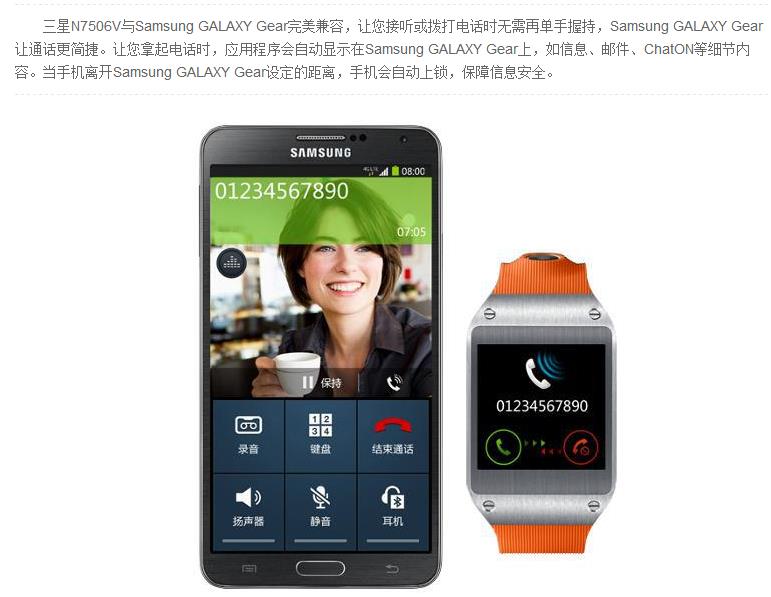 三星N7506V与Samsung GALAXY Gear完美兼容，让您接听或拨打电话时无需再单手握持，Samsung GALAXY Gear
让通话更简捷。让您拿起电话时，应用程序会自动显示在Samsung GALAXY Gear上，如信息、邮件、ChatON等细节内
容。当手机离开Samsung GALAXY Gear设定的距离，手机会自动上锁，保障信息安全。
SAMSUNG
4G LTE 08:00
01234567890
07:05
保持
1 2
3 4
录音 键盘 结束通话
扬声器 静音 耳机
01234567890